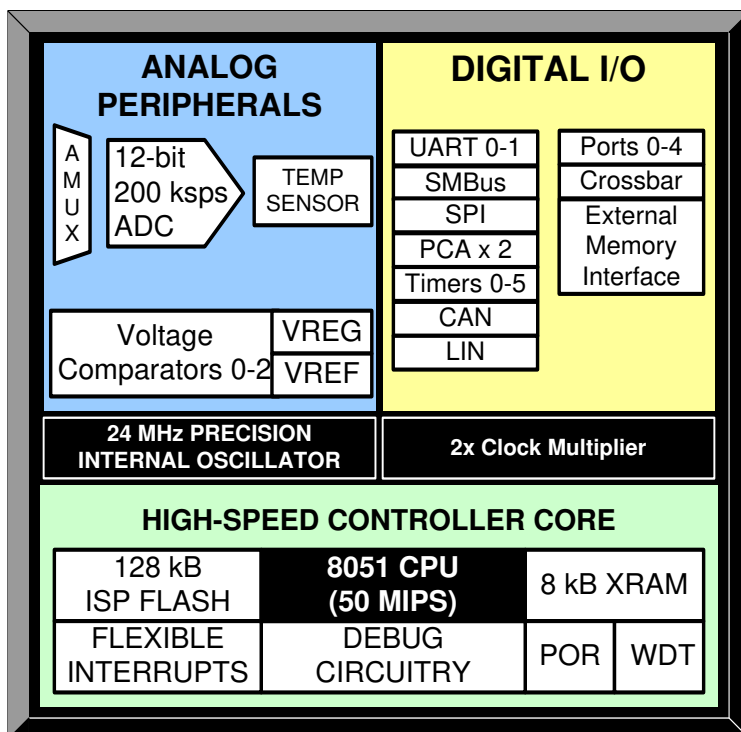 ANALOG
PERIPHERALS
A
M
U
X
12-bit
200 ksps
ADC
TEMP
SENSOR
Voltage
Comparators 0-2
VREG
VREF
DIGITAL I/O
UART 0-1
SMBus
SPI
PCA x 2
Timers 0-5
CAN
LIN
Ports 0-4
Crossbar
External
Memory
Interface
24 MHz PRECISION
INTERNAL OSCILLATOR
2x Clock Multiplier
HIGH-SPEED CONTROLLER CORE
128 kB
ISP FLASH
8051 CPU
(50 MIPS)
8 kB XRAM
FLEXIBLE
INTERRUPTS
DEBUG
CIRCUITRY
POR
WDT